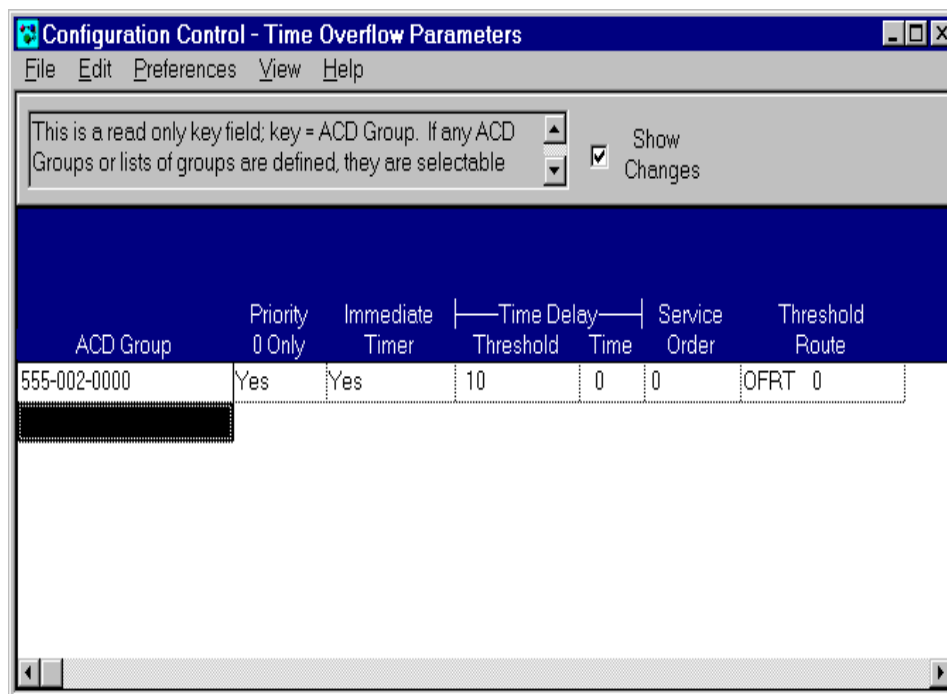 Configuration Control - Time Overflow Parameters
File Edit Preferences View Help
This is a read only key field; key = ACD Group. If any ACD
Groups or lists of groups are defined, they are selectable
Show
Changes
Priority Immediate Time Delay Service Threshold
ACD Group 0 Only Timer Threshold Time Order Route
555-002-0000 Yes Yes 10 0 0 OFRT 0